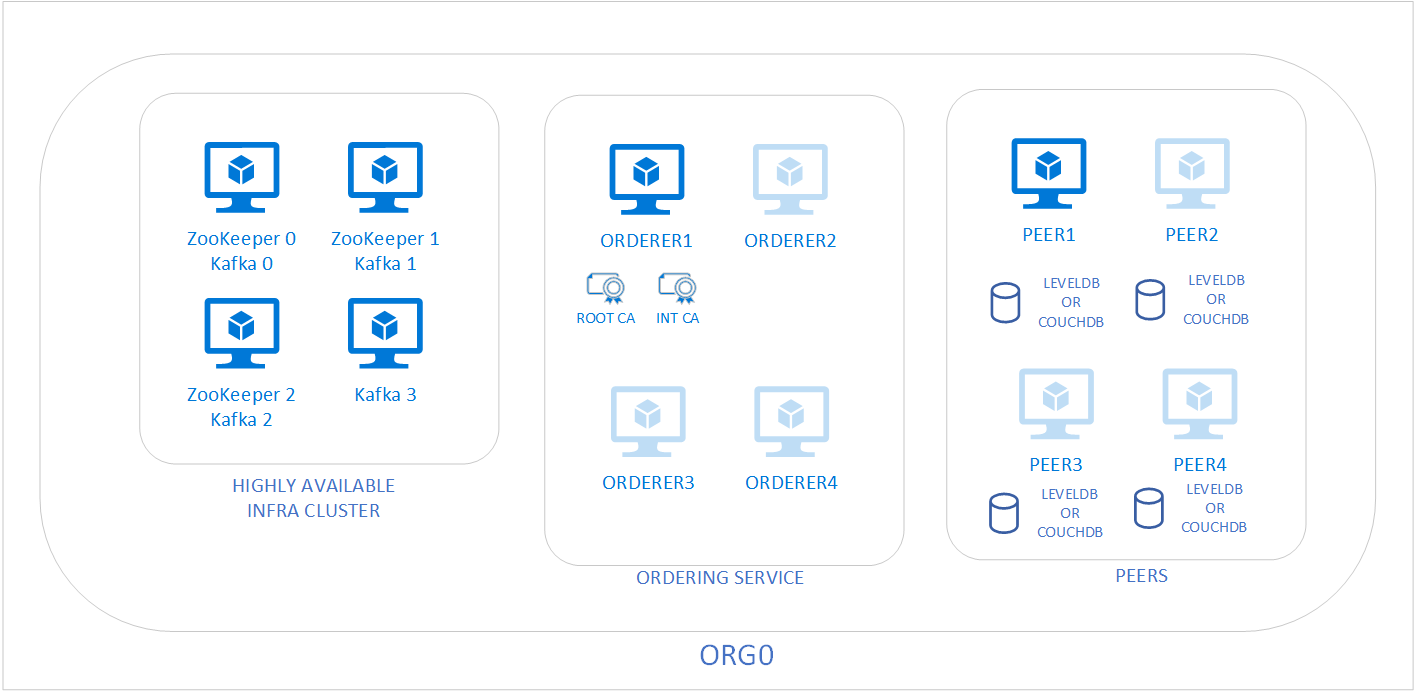 ZooKeeper 0
Kafka 0
ZooKeeper 1
Kafka 1
ZooKeeper 2
Kafka 2
Kafka 3
HIGHLY AVAILABLE
INFRA CLUSTER
ORDERER1
ORDERER2
ROOT CA
INT CA
ORDERER3
ORDERER4
ORDERING SERVICE
PEER1
PEER2
LEVELDB
OR
COUCHDB
LEVELDB
OR
COUCHDB
PEER3
PEER4
LEVELDB
OR
COUCHDB
LEVELDB
OR
COUCHDB
PEERS
ORG0